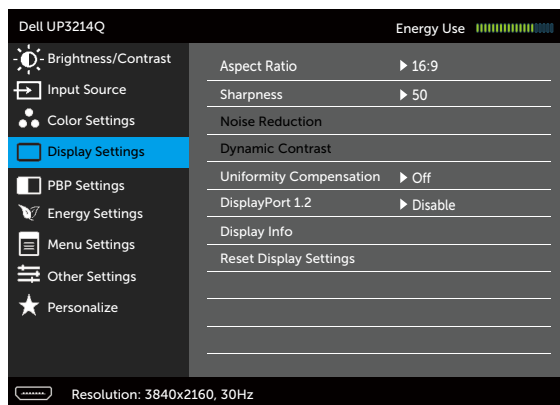 Dell UP3214Q Energy Use
Brightness/Contrast
Input Source
Color Settings
Display Settings
PBP Settings
Energy Settings
Menu Settings
Other Settings
Personalize
Aspect Ratio 16:9
Sharpness 50
Noise Reduction
Dynamic Contrast
Uniformity Compensation Off
DisplayPort 1.2 Disable
Display Info
Reset Display Settings
Resolution: 3840x2160, 30Hz